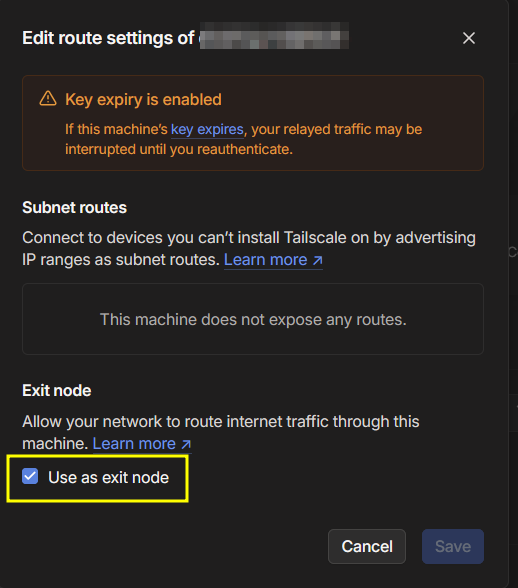 Edit route settings of
Key expiry is enabled
If this machine's key expires, your relayed traffic may be
interrupted until you reauthenticate.
Subnet routes
Connect to devices you can't install Tailscale on by advertising
IP ranges as subnet routes. Learn more ↗
This machine does not expose any routes.
Exit node
Allow your network to route internet traffic through this
machine. Learn more ↗
Use as exit node
Cancel
Save